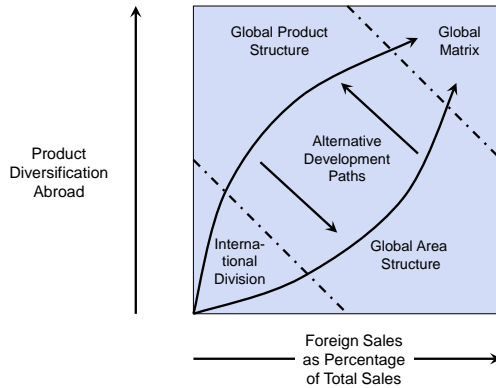 Global Product
Structure
Global
Matrix
Product
Diversification
Abroad
Alternative
Development
Paths
Interna-
tional
Division
Global Area
Structure
Foreign Sales
as Percentage
of Total Sales